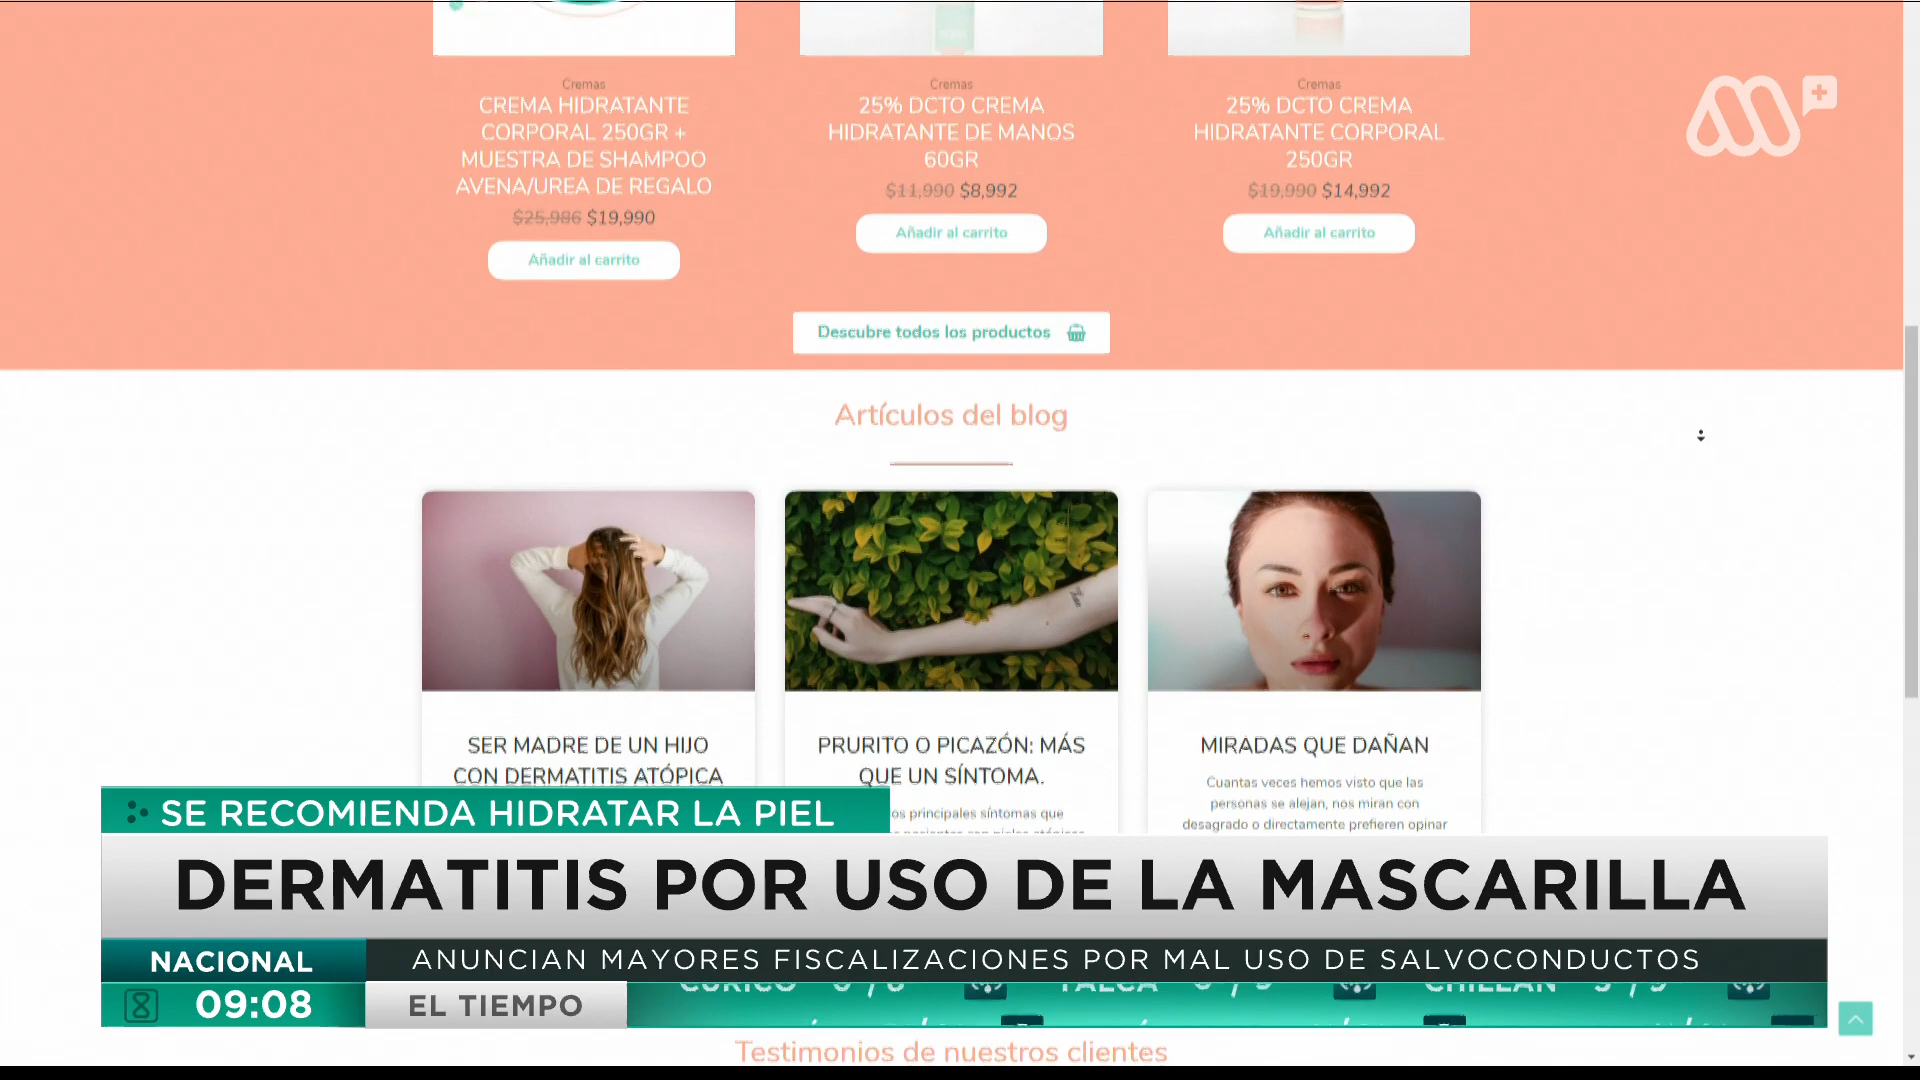 Cremas
CREMA HIDRATANTE
CORPORAL 250GR +
MUESTRA DE SHAMPOO
AVENA/UREA DE REGALO
$25,986 $19,990
Añadir al carrito
Cremas
25% DCTO CREMA
HIDRATANTE DE MANOS
60GR
$11,990 $8,992
Añadir al carrito
Cremas
25% DCTO CREMA
HIDRATANTE CORPORAL
250GR
$19,990 $14,992
Añadir al carrito
Descubre todos los productos
Artículos del blog
SER MADRE DE UN HIJO
CON DERMATITIS ATÓPICA
PRURITO O PICAZÓN: MÁS
QUE UN SÍNTOMA.
principales síntomas que
MIRADAS QUE DAÑAN
Cuantas veces hemos visto que las
personas se alejan, nos miran con
desagrado o directamente prefieren opinar
SE RECOMIENDA HIDRATAR LA PIEL
DERMATITIS POR USO DE LA MASCARILLA
NACIONAL
ANUNCIAN MAYORES FISCALIZACIONES POR MAL USO DE SALVOCONDUCTOS
09:08
EL TIEMPO
CURICÓ
TALCA
CHILLÁN
Testimonios de nuestros clientes